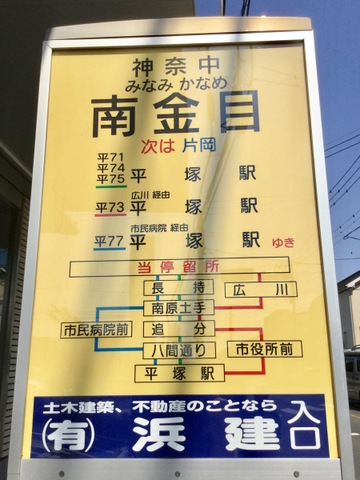 神奈中
みなみ かなめ
南金目
次は 片岡
平71
平74
平75 平塚駅
広川 経由
平73 平塚駅
市民病院 経由
平77 平塚駅 ゆき
当停留所
長持 広川
南原土手
市民病院前 追分
八間通り 市役所前
平塚駅
土木建築、不動産のことなら
(有) 浜建 入口